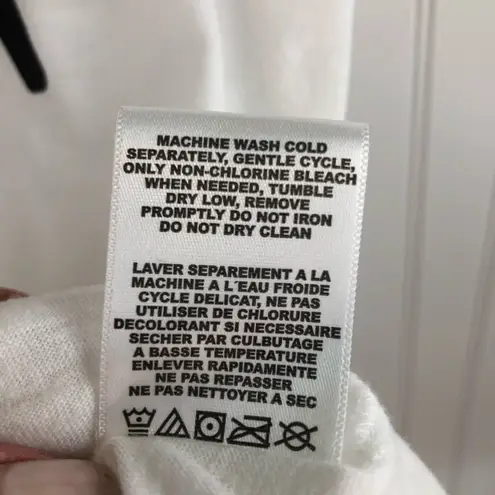 MACHINE WASH COLD
SEPARATELY, GENTLE CYCLE,
ONLY NON-CHLORINE BLEACH
WHEN NEEDED, TUMBLE
DRY LOW, REMOVE
PROMPTLY DO NOT IRON
DO NOT DRY CLEAN
LAVER SEPAREMENT A LA
MACHINE A L´EAU FROIDE
CYCLE DELICAT, NE PAS
UTILISER DE CHLORURE
DECOLORANT SI NECESSAIRE
SECHER PAR CULBUTAGE
A BASSE TEMPERATURE
ENLEVER RAPIDAMENTE
NE PAS REPASSER
NE PAS NETTOYER A SEC